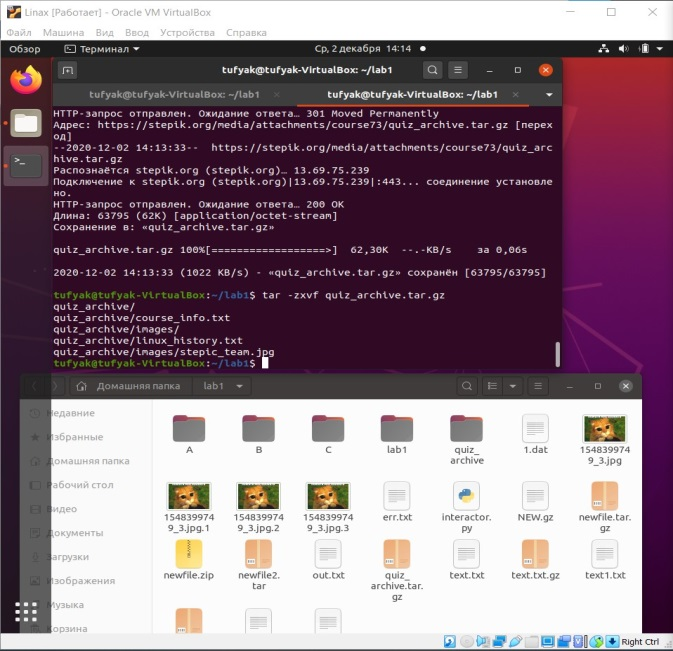 Linax [Работает] - Oracle VM VirtualBox
Файл Машина Вид Ввод Устройства Справка
Обзор Терминал Ср, 2 декабря 14:14
tufyak@tufyak-VirtualBox: ~/lab1
tufyak@tufyak-VirtualBox: ~/lab1 tufyak@tufyak-VirtualBox: ~/lab1
HTTP-запрос отправлен. Ожидание ответа… 301 Moved Permanently
Адрес: https://stepik.org/media/attachments/course73/quiz_archive.tar.gz [перех
од]
--2020-12-02 14:13:33-- https://stepik.org/media/attachments/course73/quiz_arc
hive.tar.gz
Распознаётся stepik.org (stepik.org)… 13.69.75.239
Подключение к stepik.org (stepik.org)|13.69.75.239|:443... соединение установле
но.
HTTP-запрос отправлен. Ожидание ответа… 200 OK
Длина: 63795 (62K) [application/octet-stream]
Сохранение в: «quiz_archive.tar.gz»
quiz_archive.tar.gz 100%[===================>] 62,30K --.-KB/s за 0,06s
2020-12-02 14:13:33 (1022 KB/s) - «quiz_archive.tar.gz» сохранён [63795/63795]
tufyak@tufyak-VirtualBox:~/lab1$ tar -zxvf quiz_archive.tar.gz
quiz_archive/
quiz_archive/course_info.txt
quiz_archive/images/
quiz_archive/linux_history.txt
quiz_archive/images/stepic_team.jpg
tufyak@tufyak-VirtualBox:~/lab1$
Домашняя папка lab1
Недавние
Избранные
Домашняя папка
Рабочий стол
Видео
Документы
Загрузки
Изображения
Музыка
Корзина
A B C lab1 quiz_ 1.dat 154839974
archive 9_3.jpg
154839974 154839974 154839974 err.txt interactor. NEW.gz newfile.tar.
9_3.jpg.1 9_3.jpg.2 9_3.jpg.3 py gz
newfile.zip newfile2. out.txt quiz_ text.txt text.txt.gz text1.txt
tar archive.tar.
gz
Right Ctrl